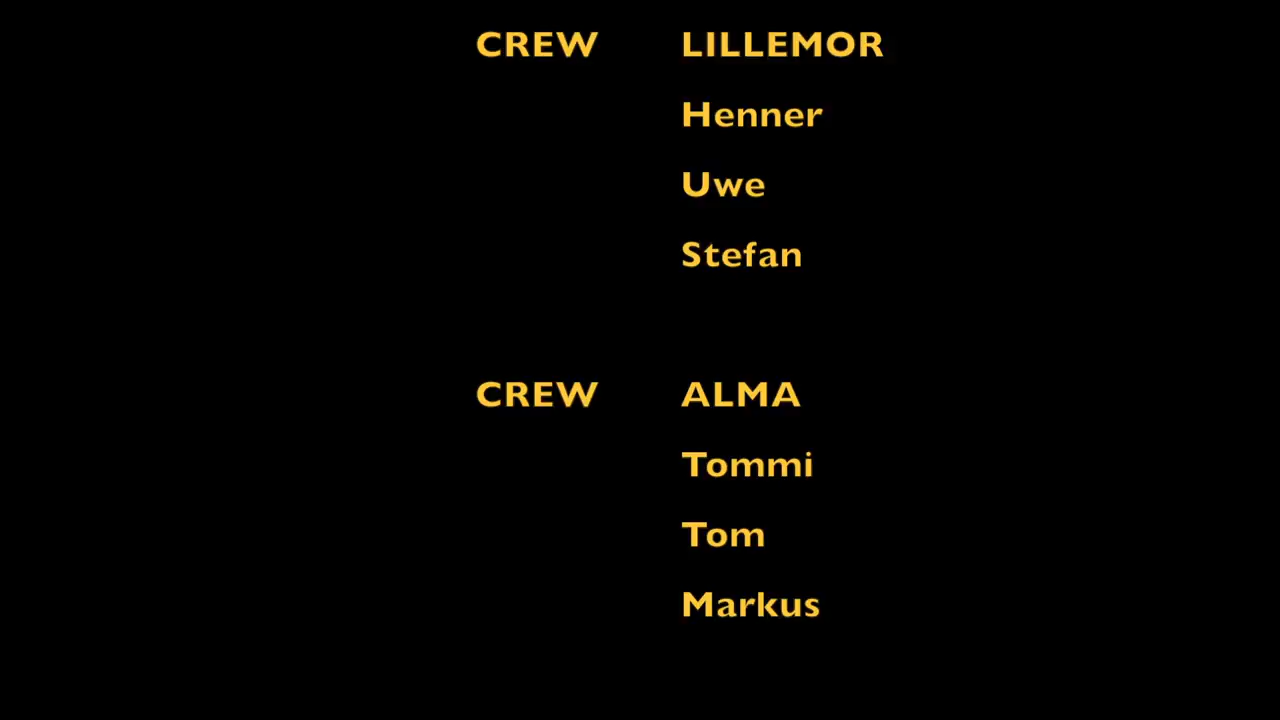 CREW LILLEMOR
Henner
Uwe
Stefan
CREW ALMA
Tommi
Tom
Markus